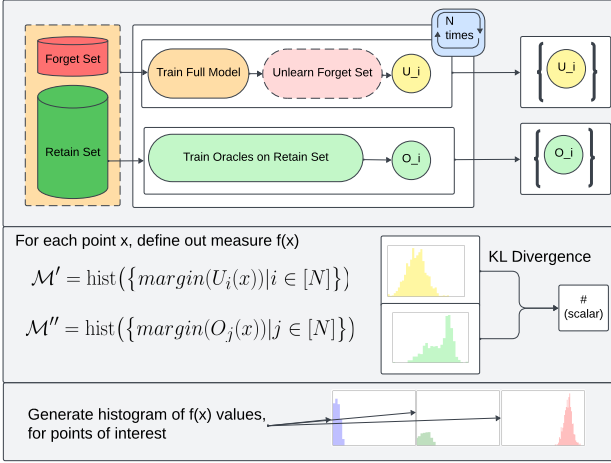 N
times
Forget Set
Train Full Model
Unlearn Forget Set
U_i
{ U_i }
Retain Set
Train Oracles on Retain Set
O_i
{ O_i }
For each point x, define out measure f(x)
M′ = hist({margin(U_i(x))|i ∈ [N]})
M′′ = hist({margin(O_j(x))|j ∈ [N]})
KL Divergence
#
(scalar)
Generate histogram of f(x) values,
for points of interest